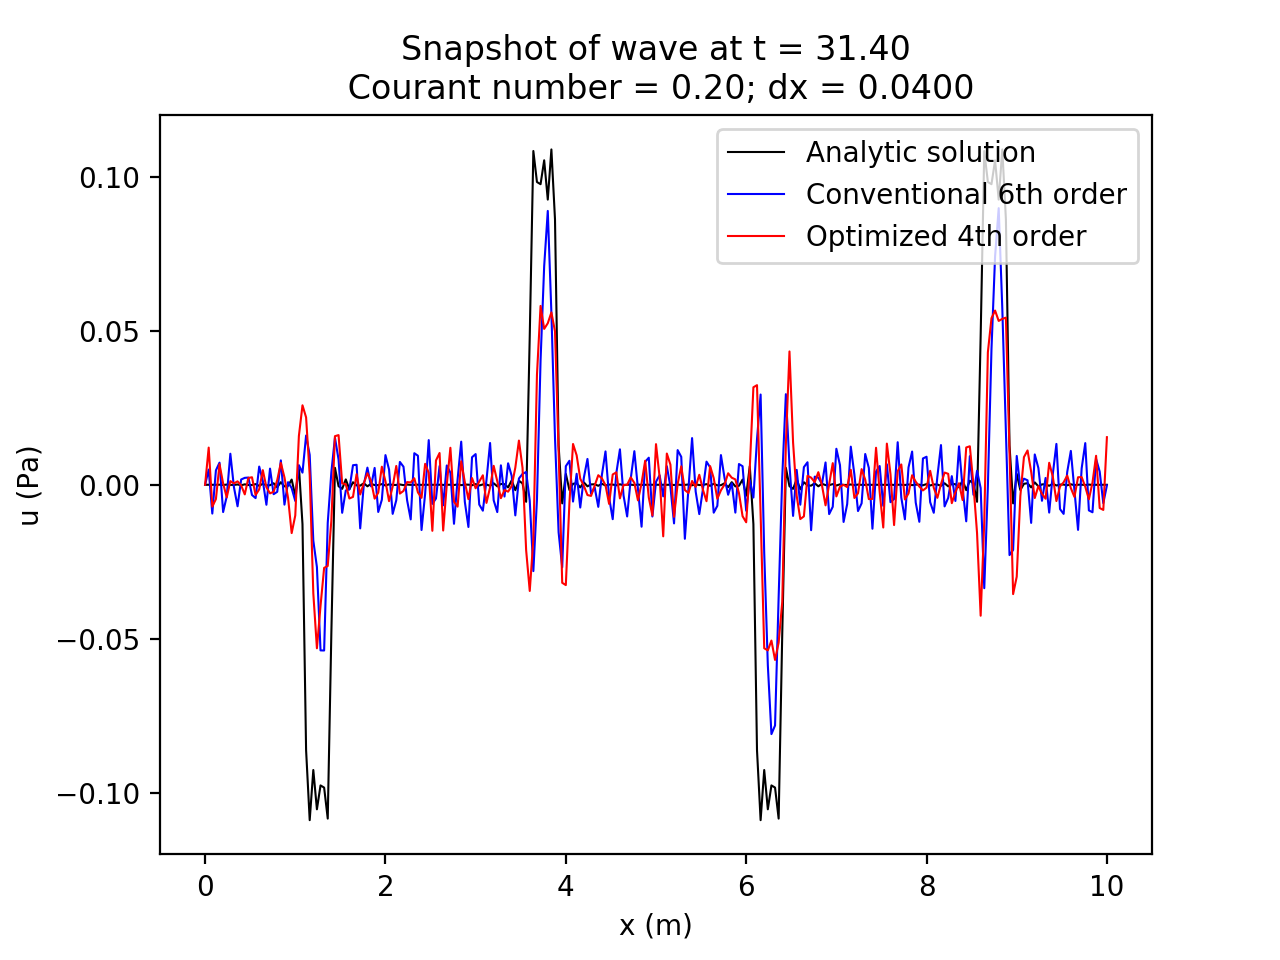 Snapshot of wave at t = 31.40
Courant number = 0.20; dx = 0.0400
Analytic solution
Conventional 6th order
Optimized 4th order
0.10
0.05
0.00
−0.05
−0.10
u (Pa)
0 2 4 6 8 10
x (m)